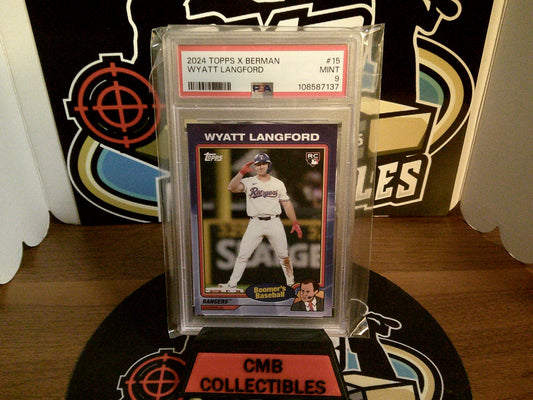 2024 TOPPS X BERMAN #15
WYATT LANGFORD MINT
9
PSA 108587137
WYATT LANGFORD
Topps RC
Rangers
Boomer's
Baseball
RANGERS
CMB
COLLECTIBLES